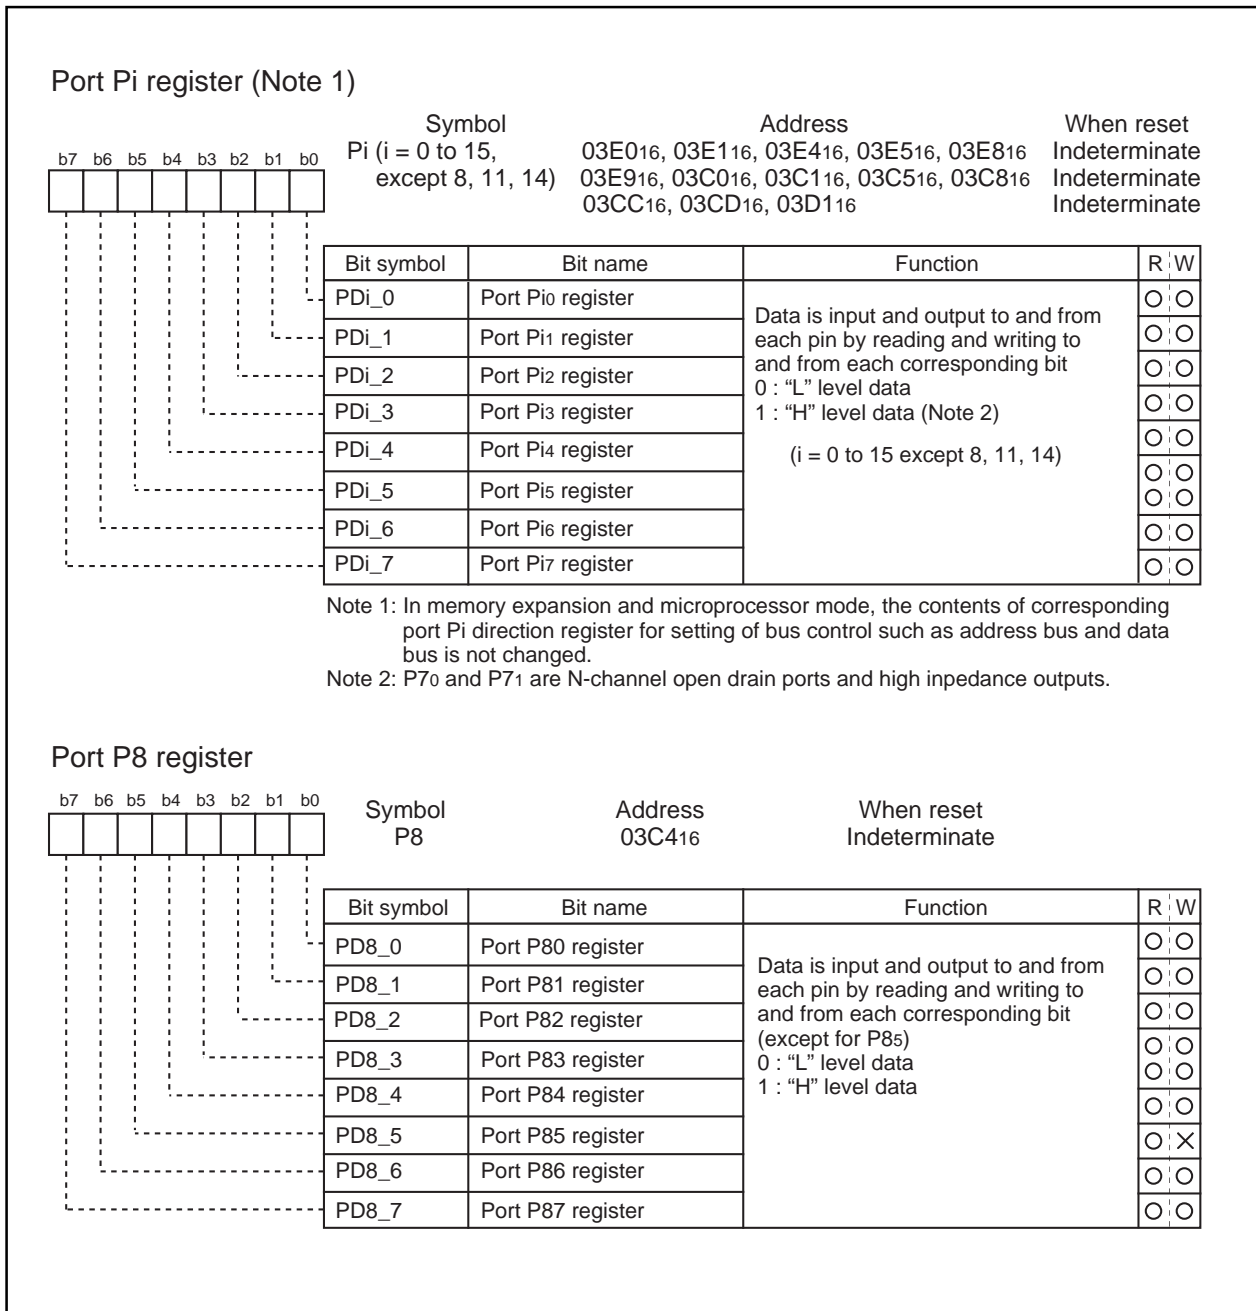 Port Pi register (Note 1)
Symbol Address When reset
b7 b6 b5 b4 b3 b2 b1 b0
Pi (i = 0 to 15, 03E016, 03E116, 03E416, 03E516, 03E816 Indeterminate
except 8, 11, 14) 03E916, 03C016, 03C116, 03C516, 03C816 Indeterminate
03CC16, 03CD16, 03D116 Indeterminate
Bit symbol Bit name Function R W
PDi_0 Port Pi0 register
PDi_1 Port Pi1 register
PDi_2 Port Pi2 register
PDi_3 Port Pi3 register
PDi_4 Port Pi4 register
PDi_5 Port Pi5 register
PDi_6 Port Pi6 register
PDi_7 Port Pi7 register
Data is input and output to and from
each pin by reading and writing to
and from each corresponding bit
0 : “L” level data
1 : “H” level data (Note 2)
(i = 0 to 15 except 8, 11, 14)
Note 1: In memory expansion and microprocessor mode, the contents of corresponding
port Pi direction register for setting of bus control such as address bus and data
bus is not changed.
Note 2: P70 and P71 are N-channel open drain ports and high inpedance outputs.
Port P8 register
b7 b6 b5 b4 b3 b2 b1 b0
Symbol Address When reset
P8 03C416 Indeterminate
Bit symbol Bit name Function R W
PD8_0 Port P80 register
PD8_1 Port P81 register
PD8_2 Port P82 register
PD8_3 Port P83 register
PD8_4 Port P84 register
PD8_5 Port P85 register
PD8_6 Port P86 register
PD8_7 Port P87 register
Data is input and output to and from
each pin by reading and writing to
and from each corresponding bit
(except for P85)
0 : “L” level data
1 : “H” level data